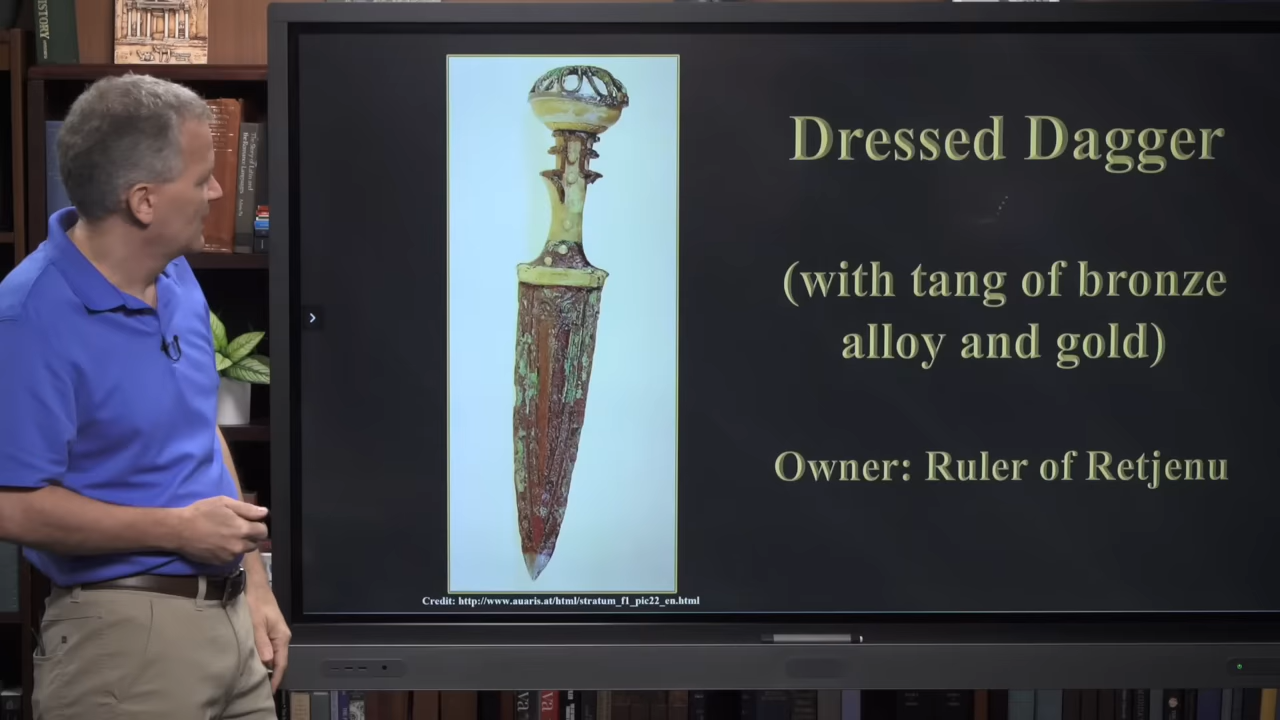 HISTORY
Dressed Dagger
(with tang of bronze
alloy and gold)
Owner: Ruler of Retjenu
Credit: http://www.auaris.at/html/stratum_f1_pic22_en.html